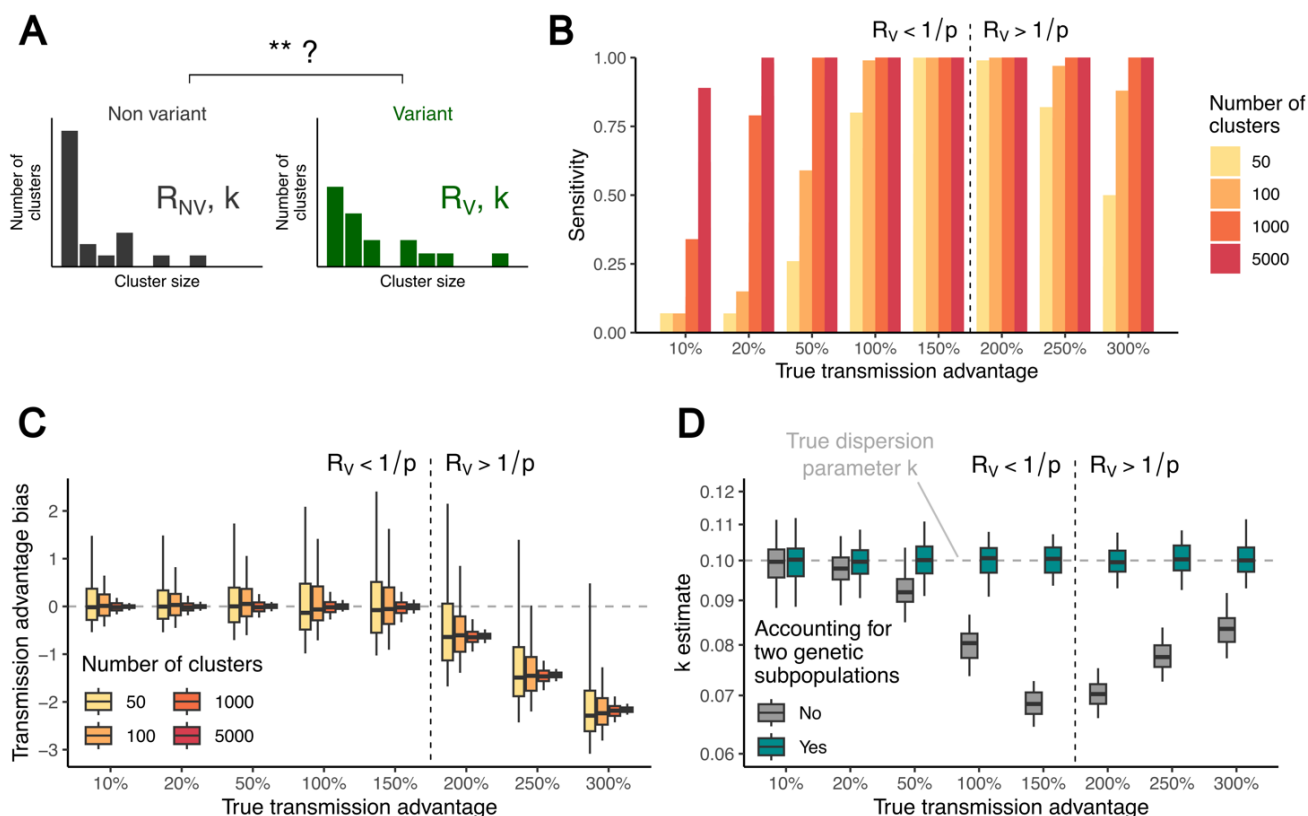 A
** ?
Non variant
Variant
Number of
clusters
R_NV, k
Number of
clusters
R_V, k
Cluster size
Cluster size
B
R_V < 1/p
R_V > 1/p
1.00
0.75
0.50
0.25
0.00
Sensitivity
10%
20%
50%
100%
150%
200%
250%
300%
True transmission advantage
Number of
clusters
50
100
1000
5000
C
R_V < 1/p
R_V > 1/p
Transmission advantage bias
2
1
0
−1
−2
−3
Number of clusters
50
1000
100
5000
10%
20%
50%
100%
150%
200%
250%
300%
True transmission advantage
D
True dispersion
parameter k
R_V < 1/p
R_V > 1/p
k estimate
0.12
0.11
0.10
0.09
0.08
0.07
0.06
Accounting for
two genetic
subpopulations
No
Yes
10%
20%
50%
100%
150%
200%
250%
300%
True transmission advantage